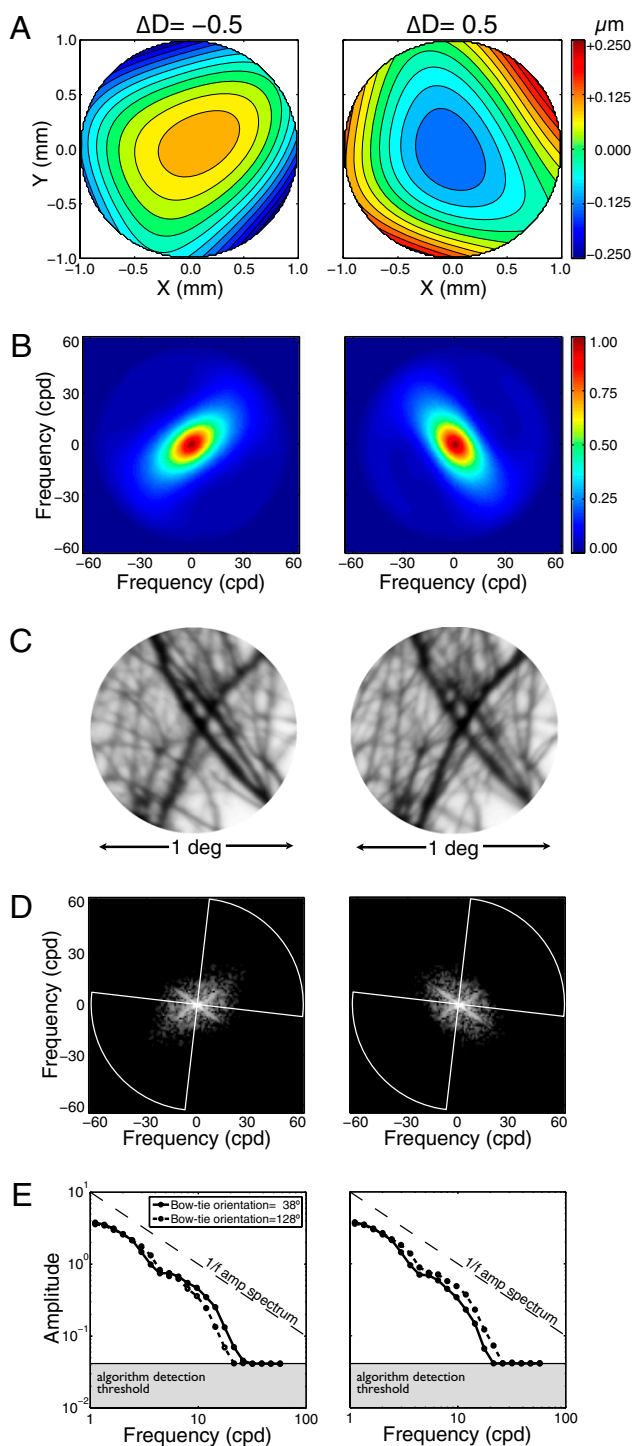 A
ΔD= −0.5
ΔD= 0.5
μm
1.0
0.5
0.0
−0.5
−1.0
Y (mm)
−1.0 −0.5 0.0 0.5 1.0
X (mm)
−1.0 −0.5 0.0 0.5 1.0
X (mm)
+0.250
+0.125
0.000
−0.125
−0.250
B
60
30
0
−30
−60
Frequency (cpd)
−60 −30 0 30 60
Frequency (cpd)
−60 −30 0 30 60
Frequency (cpd)
1.00
0.75
0.50
0.25
0.00
C
1 deg
1 deg
D
60
30
0
−30
−60
Frequency (cpd)
−60 −30 0 30 60
Frequency (cpd)
−60 −30 0 30 60
Frequency (cpd)
E
10¹
10⁰
10⁻¹
10⁻²
Amplitude
Bow-tie orientation= 38º
Bow-tie orientation=128º
1/f amp spectrum
algorithm detection
threshold
1 10 100
Frequency (cpd)
1/f amp spectrum
algorithm detection
threshold
1 10 100
Frequency (cpd)